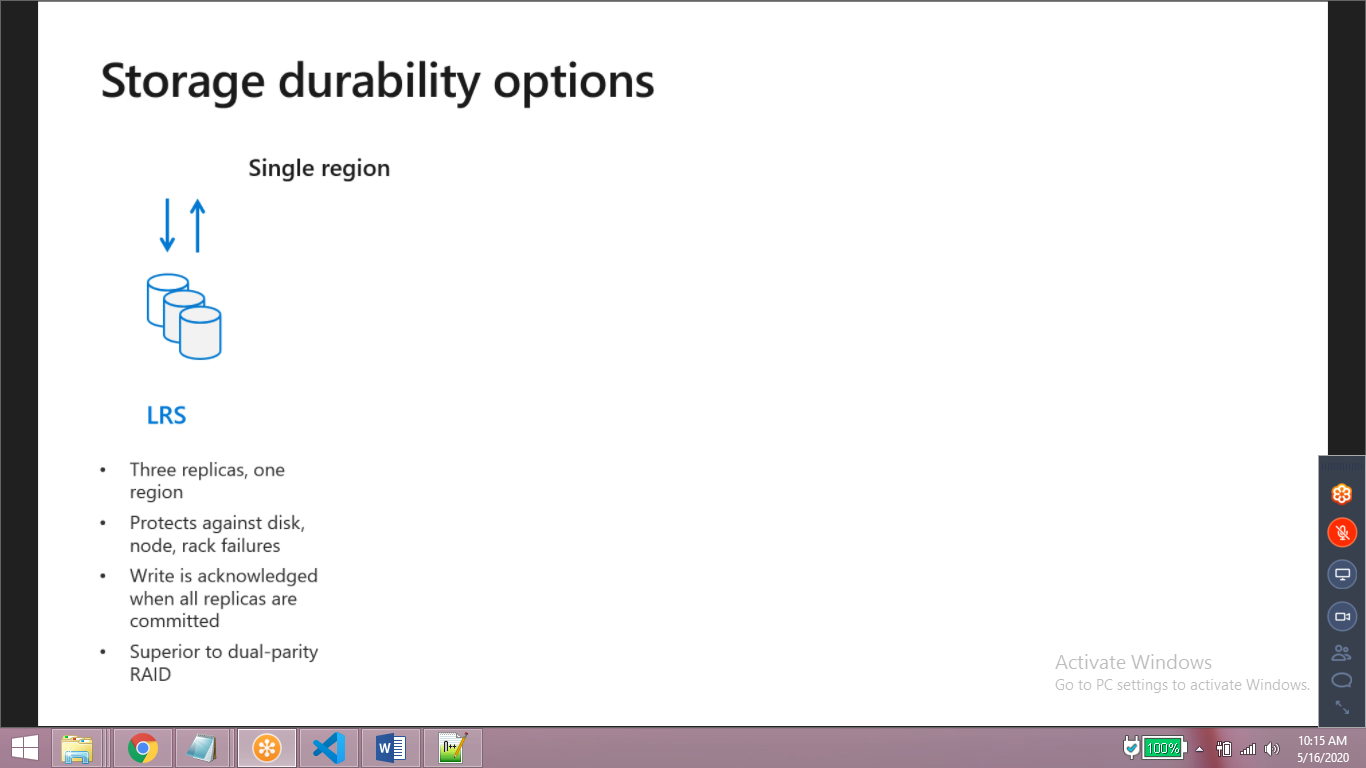 Storage durability options
Single region
LRS
• Three replicas, one
region
• Protects against disk,
node, rack failures
• Write is acknowledged
when all replicas are
committed
• Superior to dual-parity
RAID
Activate Windows
Go to PC settings to activate Windows.
100%
10:15 AM
5/16/2020